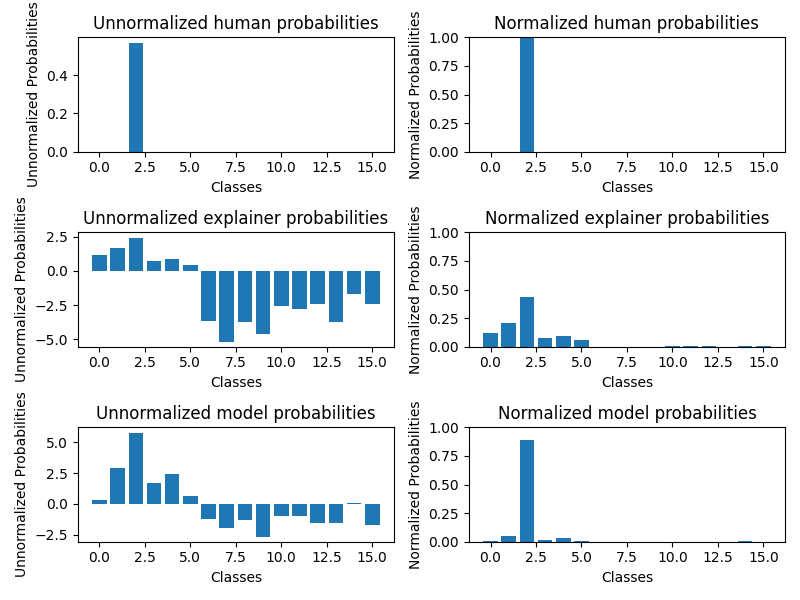 Unnormalized human probabilities
Unnormalized Probabilities
0.4
0.2
0.0
0.0 2.5 5.0 7.5 10.0 12.5 15.0
Classes
Normalized human probabilities
Normalized Probabilities
1.00
0.75
0.50
0.25
0.00
0.0 2.5 5.0 7.5 10.0 12.5 15.0
Classes
Unnormalized explainer probabilities
Unnormalized Probabilities
2.5
0.0
−2.5
−5.0
0.0 2.5 5.0 7.5 10.0 12.5 15.0
Classes
Normalized explainer probabilities
Normalized Probabilities
1.00
0.75
0.50
0.25
0.00
0.0 2.5 5.0 7.5 10.0 12.5 15.0
Classes
Unnormalized model probabilities
Unnormalized Probabilities
5.0
2.5
0.0
−2.5
0.0 2.5 5.0 7.5 10.0 12.5 15.0
Classes
Normalized model probabilities
Normalized Probabilities
1.00
0.75
0.50
0.25
0.00
0.0 2.5 5.0 7.5 10.0 12.5 15.0
Classes